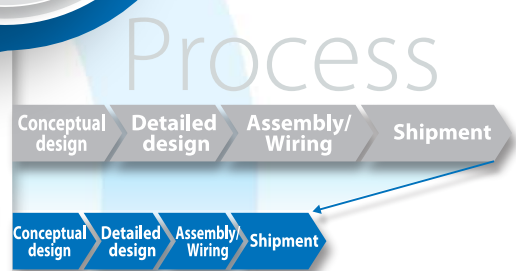 Process
Conceptual
design
Detailed
design
Assembly/
Wiring
Shipment
Conceptual
design
Detailed
design
Assembly/
Wiring
Shipment